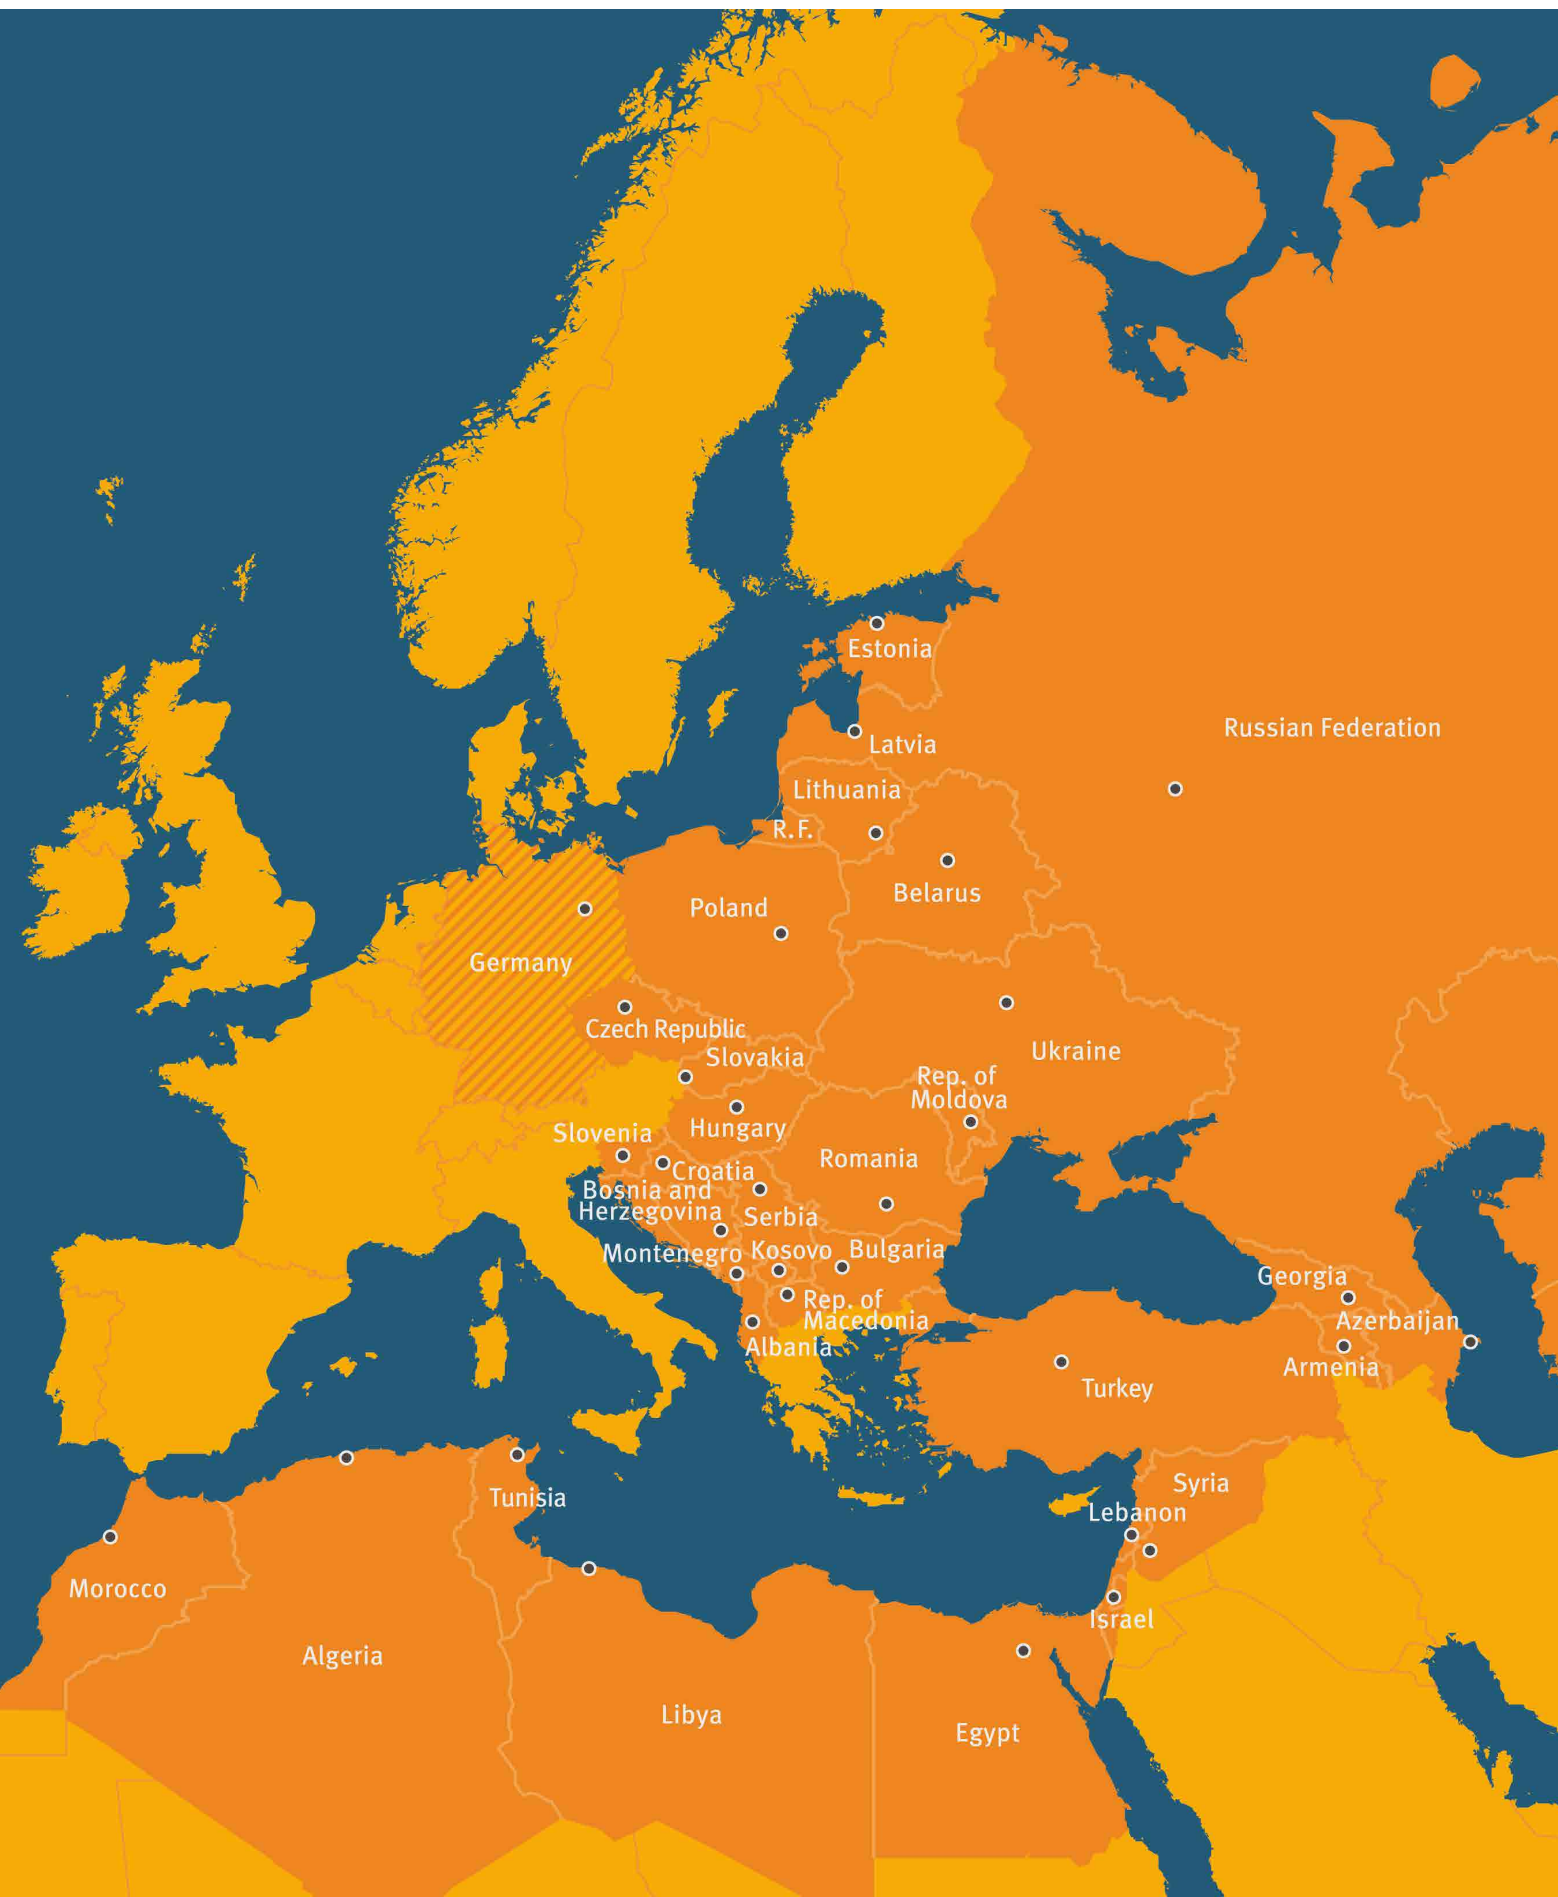 Estonia
Russian Federation
Latvia
Lithuania
R.F.
Belarus
Poland
Germany
Czech Republic
Ukraine
Slovakia
Rep. of
Moldova
Hungary
Slovenia
Romania
Croatia
Bosnia and
Herzegovina
Serbia
Montenegro
Kosovo
Bulgaria
Georgia
Rep. of
Macedonia
Azerbaijan
Albania
Armenia
Turkey
Syria
Tunisia
Lebanon
Morocco
Israel
Algeria
Libya
Egypt